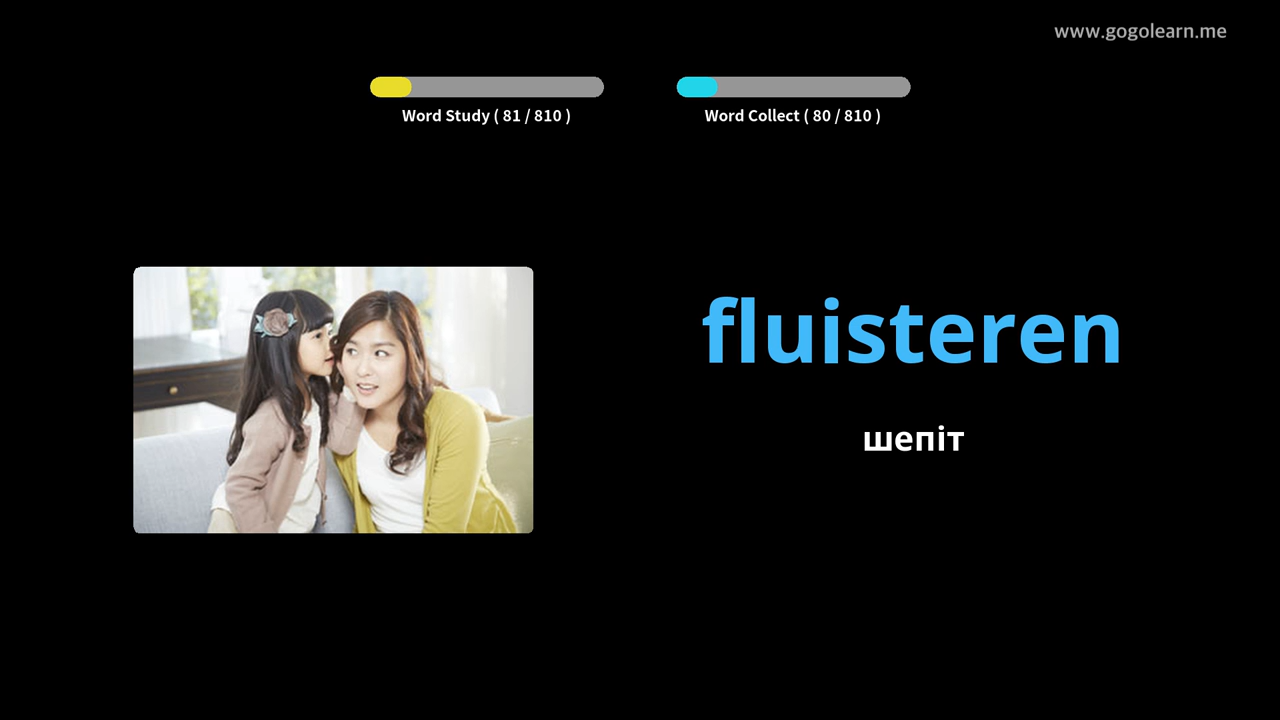 www.gogolearn.me
Word Study ( 81 / 810 )
Word Collect ( 80 / 810 )
fluisteren
шепіт